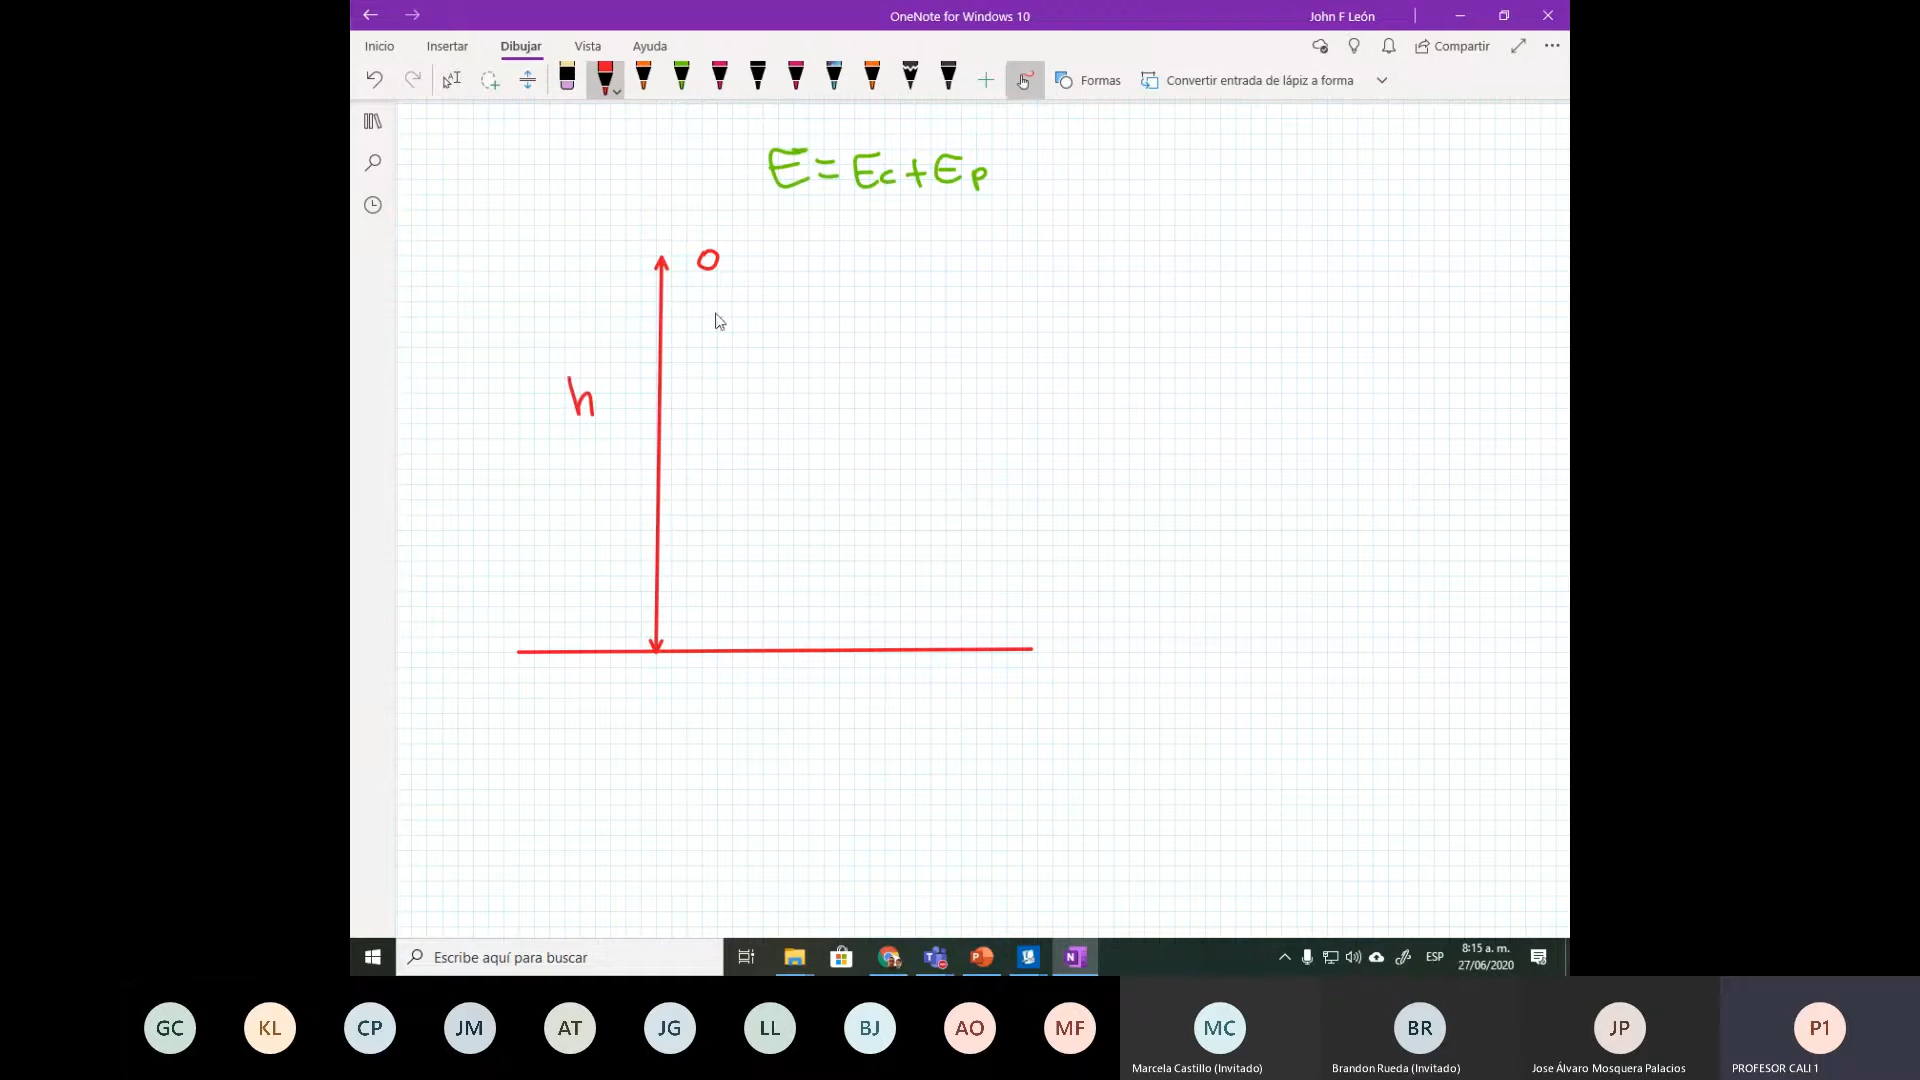 OneNote for Windows 10
John F León
Inicio Insertar Dibujar Vista Ayuda
Compartir
Formas Convertir entrada de lápiz a forma
E = Ec + Ep
o
h
Escribe aquí para buscar
ESP
8:15 a. m.
27/06/2020
GC KL CP JM AT JG LL BJ AO MF MC BR JP P1
Marcela Castillo (Invitado) Brandon Rueda (Invitado) Jose Álvaro Mosquera Palacios PROFESOR CALI 1